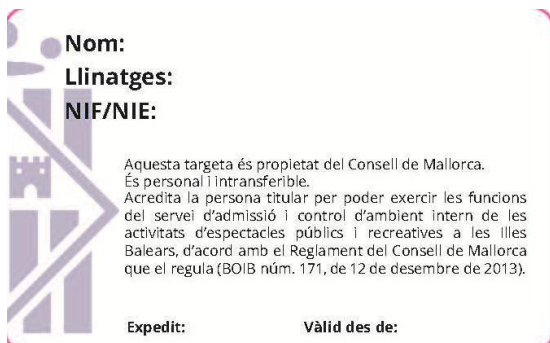 Nom:
Llinatges:
NIF/NIE:
Aquesta targeta és propietat del Consell de Mallorca.
És personal i intransferible.
Acredita la persona titular per poder exercir les funcions
del servei d'admissió i control d'ambient intern de les
activitats d'espectacles públics i recreatives a les Illes
Balears, d'acord amb el Reglament del Consell de Mallorca
que el regula (BOIB núm. 171, de 12 de desembre de 2013).
Expedit: Vàlid des de: